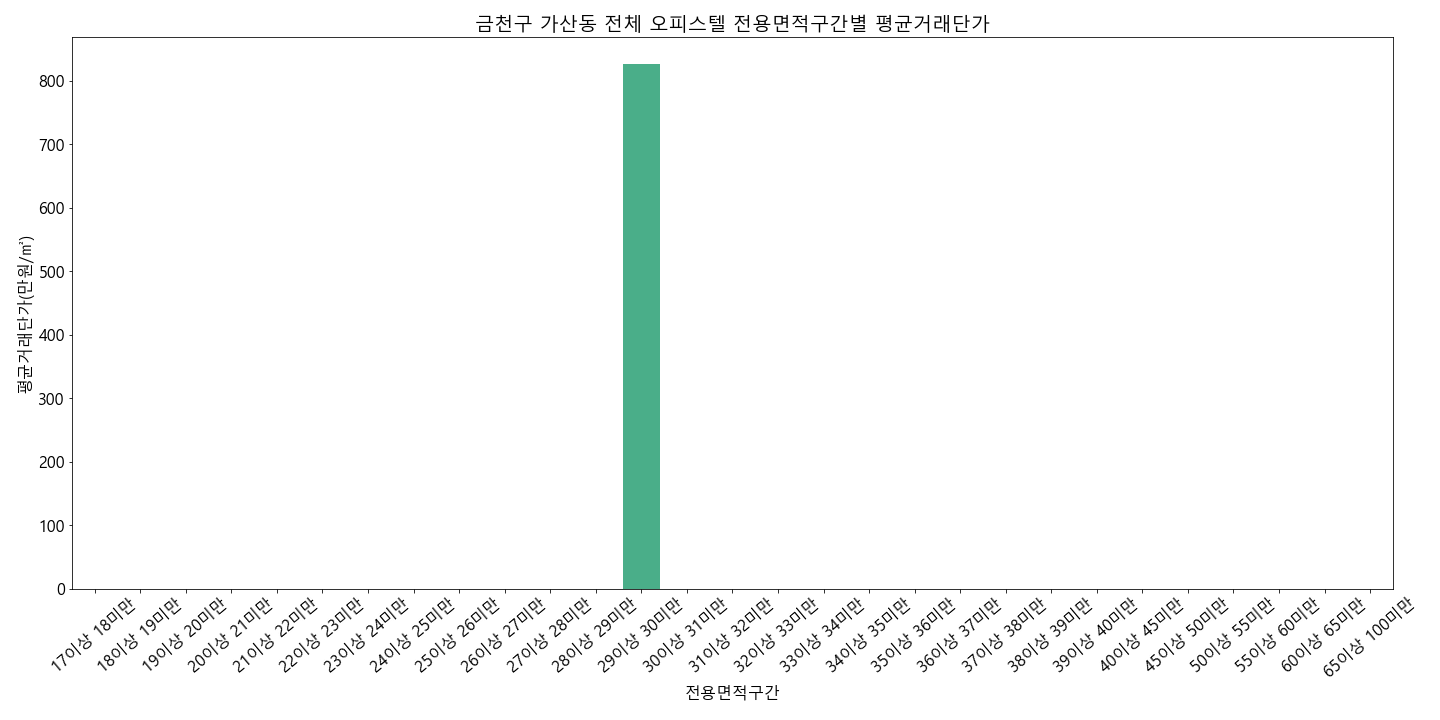 금천구 가산동 전체 오피스텔 전용면적구간별 평균거래단가
평균거래단가(만원/㎡)
800
700
600
500
400
300
200
100
0
17이상 18미만
18이상 19미만
19이상 20미만
20이상 21미만
21이상 22미만
22이상 23미만
23이상 24미만
24이상 25미만
25이상 26미만
26이상 27미만
27이상 28미만
28이상 29미만
29이상 30미만
30이상 31미만
31이상 32미만
32이상 33미만
33이상 34미만
34이상 35미만
35이상 36미만
36이상 37미만
37이상 38미만
38이상 39미만
39이상 40미만
40이상 45미만
45이상 50미만
50이상 55미만
55이상 60미만
60이상 65미만
65이상 100미만
전용면적구간